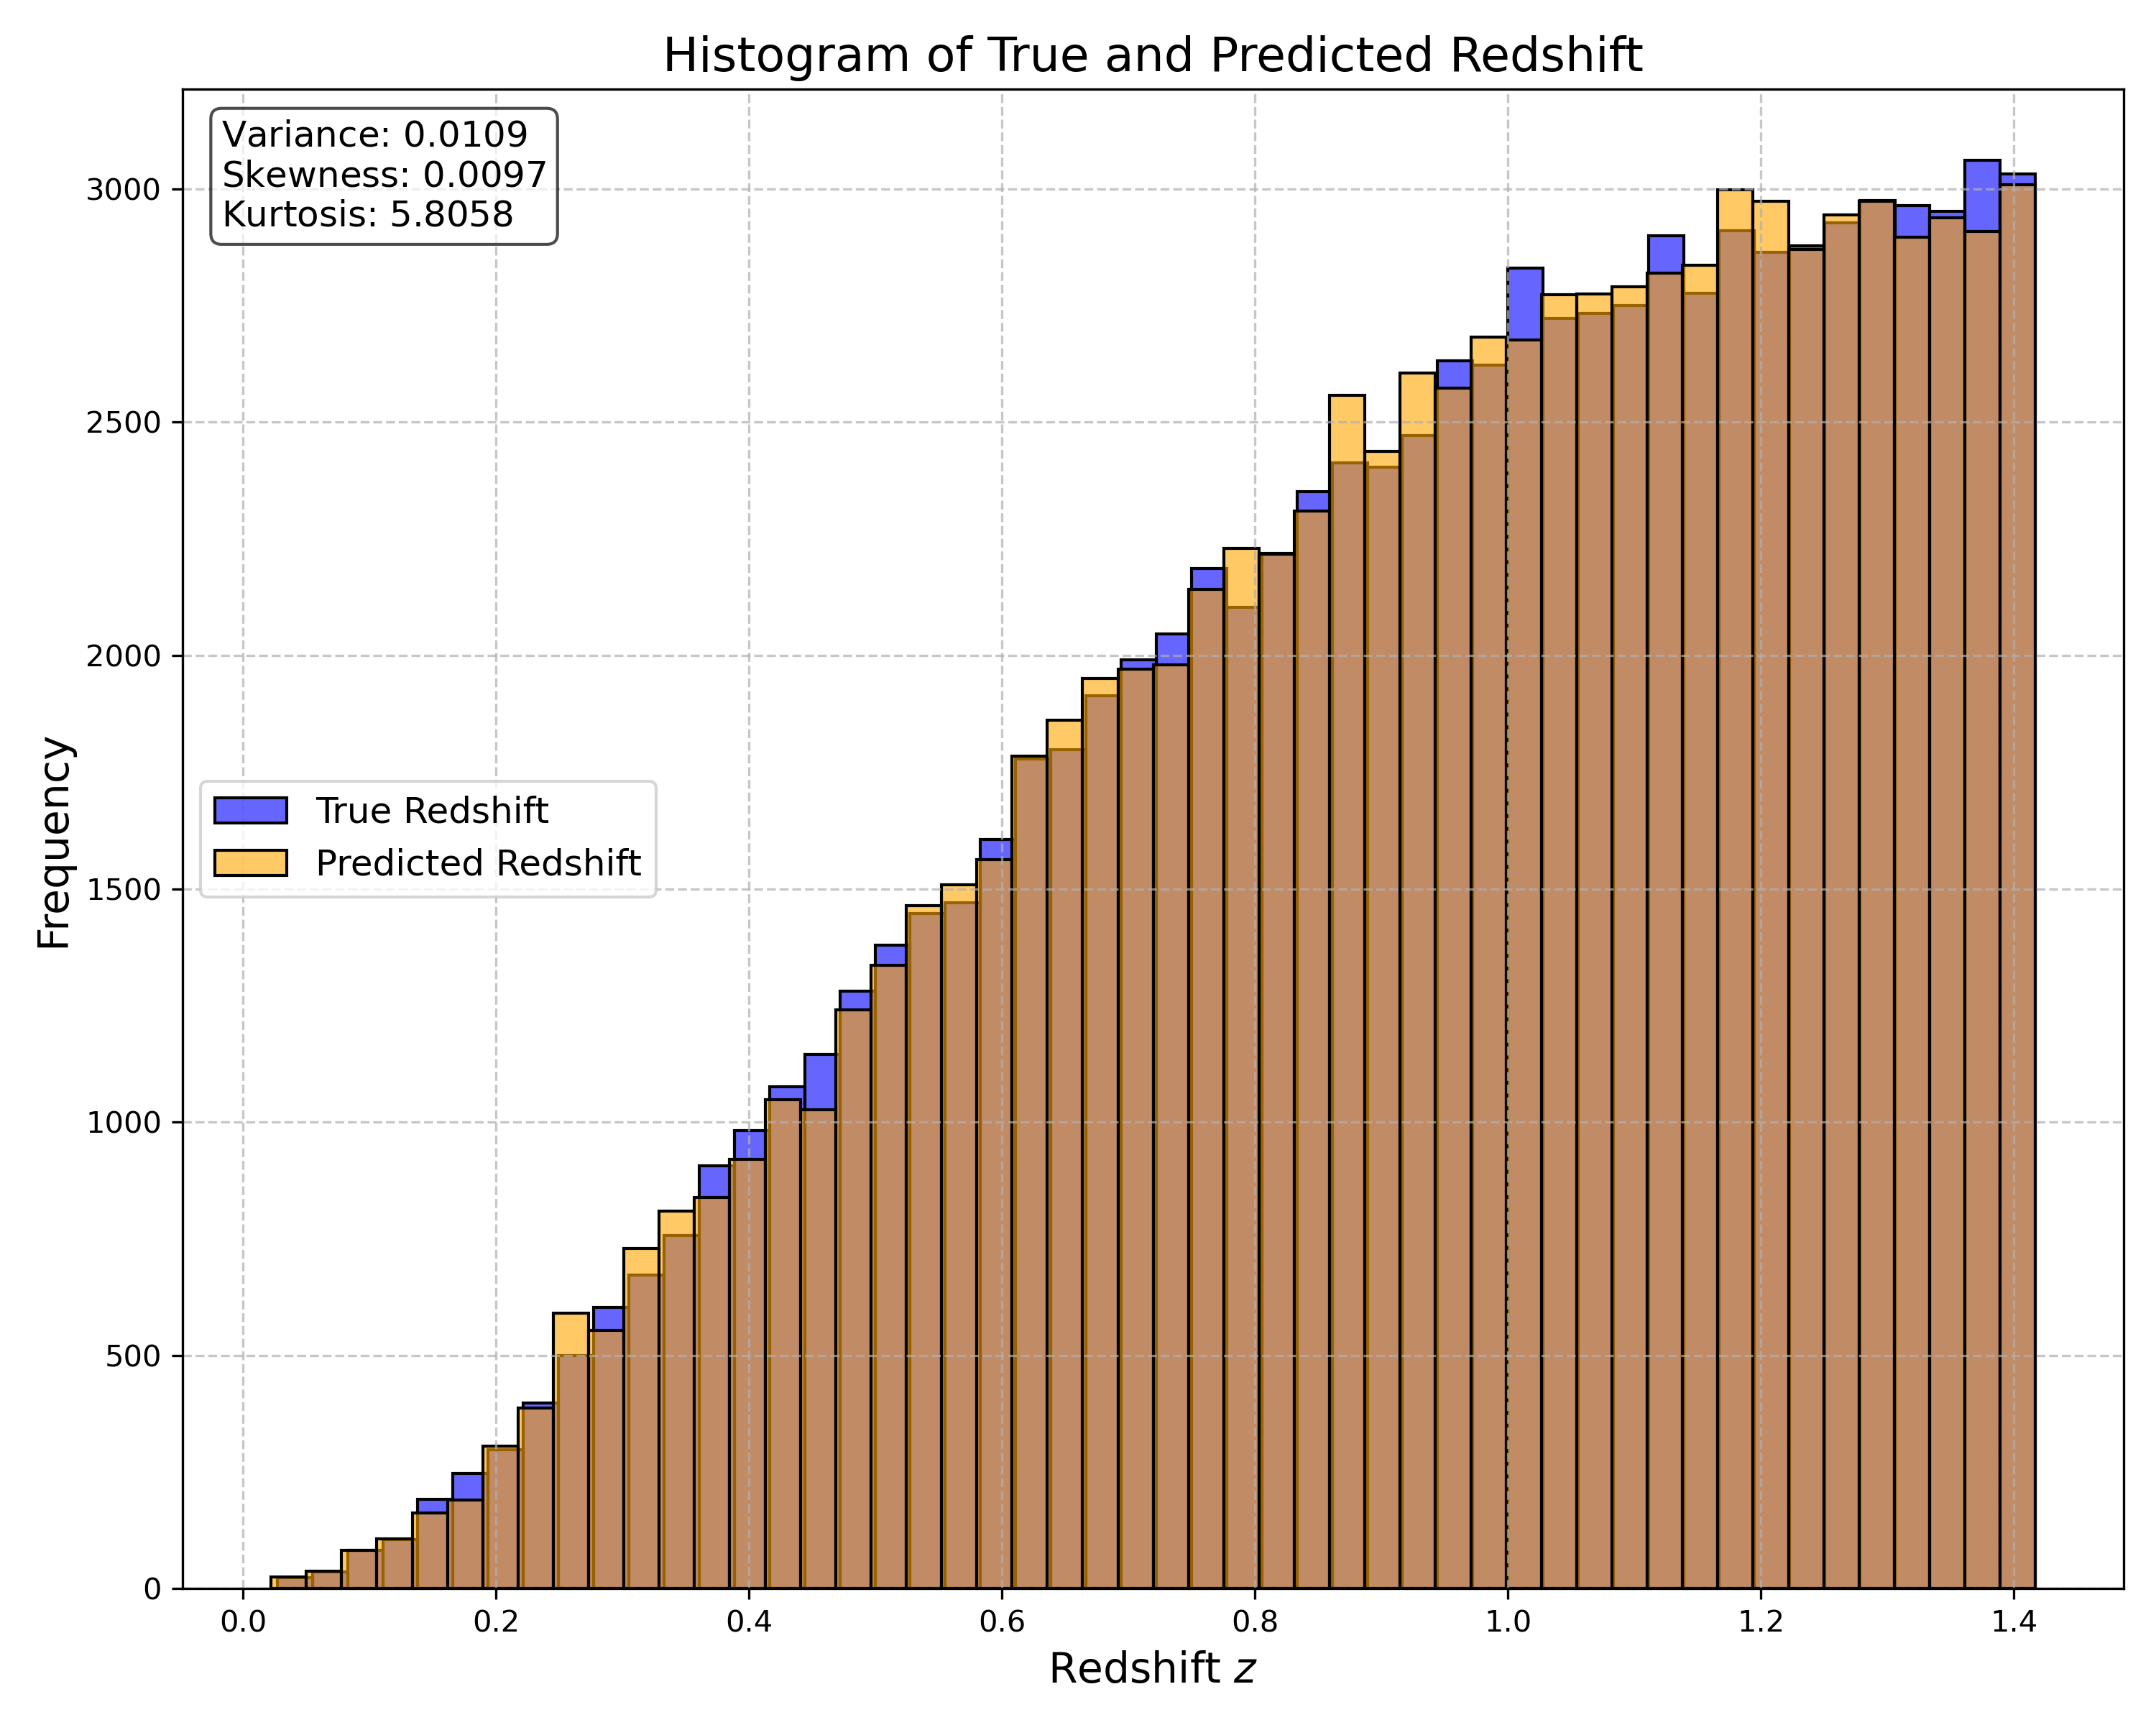 Histogram of True and Predicted Redshift
Variance: 0.0109
Skewness: 0.0097
Kurtosis: 5.8058
3000
2500
2000
1500
1000
500
0
Frequency
True Redshift
Predicted Redshift
0.0 0.2 0.4 0.6 0.8 1.0 1.2 1.4
Redshift z